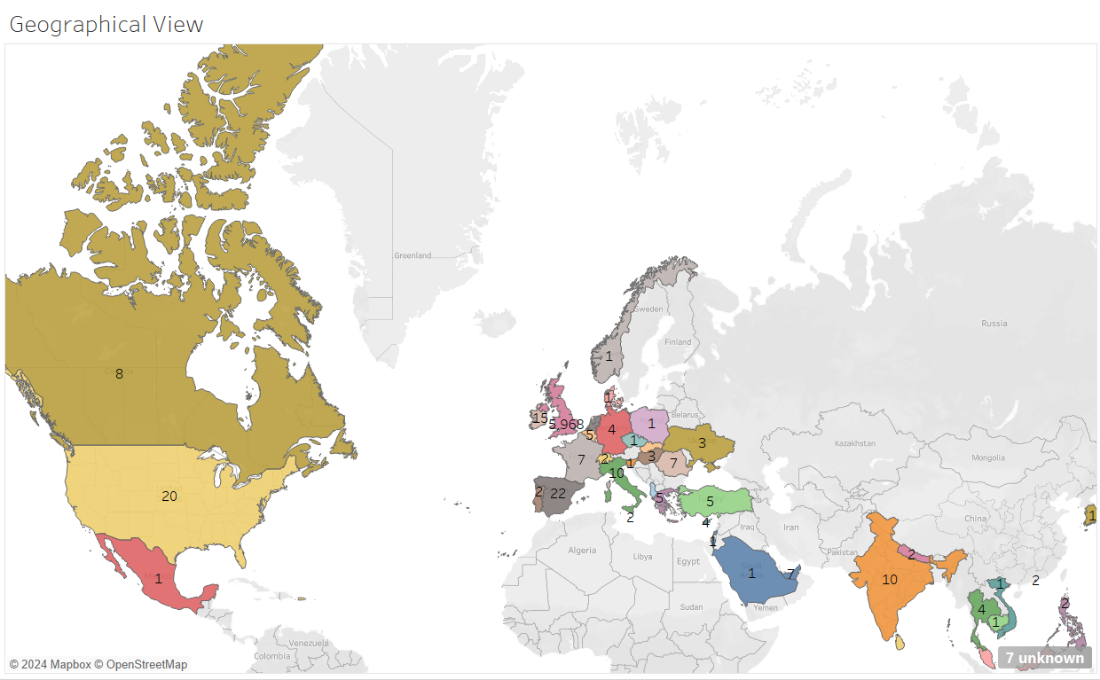 Geographical View
Greenland
8
Sweden
Russia
Finland
1
15
5,968
1
Belarus
5
4
1
1
3
Kazakhstan
7
2
1
3
7
Mongolia
10
20
2
22
5
5
China
2
4
Iraq
Iran
1
Algeria
Libya
Egypt
Pakistan
1
1
7
10
2
1
2
Sudan
Yemen
4
1
2
Venezuela
Colombia
© 2024 Mapbox © OpenStreetMap
7 unknown